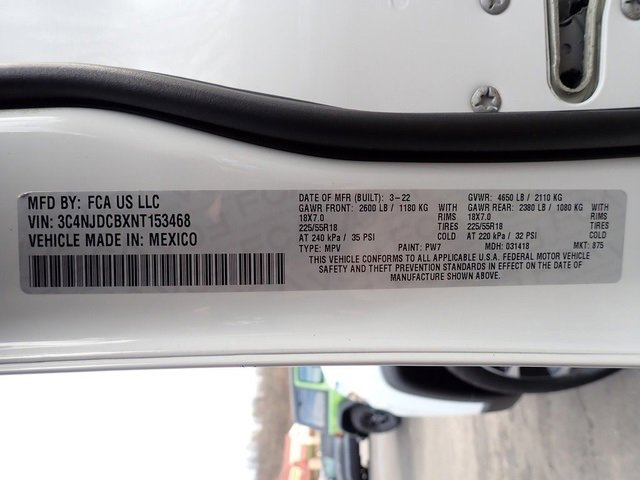 MFD BY: FCA US LLC
VIN: 3C4NJDCBXNT153468
VEHICLE MADE IN: MEXICO
DATE OF MFR (BUILT): 3-22 GVWR: 4650 LB / 2110 KG
GAWR FRONT: 2600 LB / 1180 KG WITH GAWR REAR: 2380 LB / 1080 KG WITH
18X7.0 RIMS 18X7.0 RIMS
225/55R18 TIRES 225/55R18 TIRES
AT 240 kPa / 35 PSI COLD AT 220 kPa / 32 PSI COLD
TYPE: MPV PAINT: PW7 MDH: 031418 MKT: 875
THIS VEHICLE CONFORMS TO ALL APPLICABLE U.S.A. FEDERAL MOTOR VEHICLE
SAFETY AND THEFT PREVENTION STANDARDS IN EFFECT ON THE DATE OF
MANUFACTURE SHOWN ABOVE.